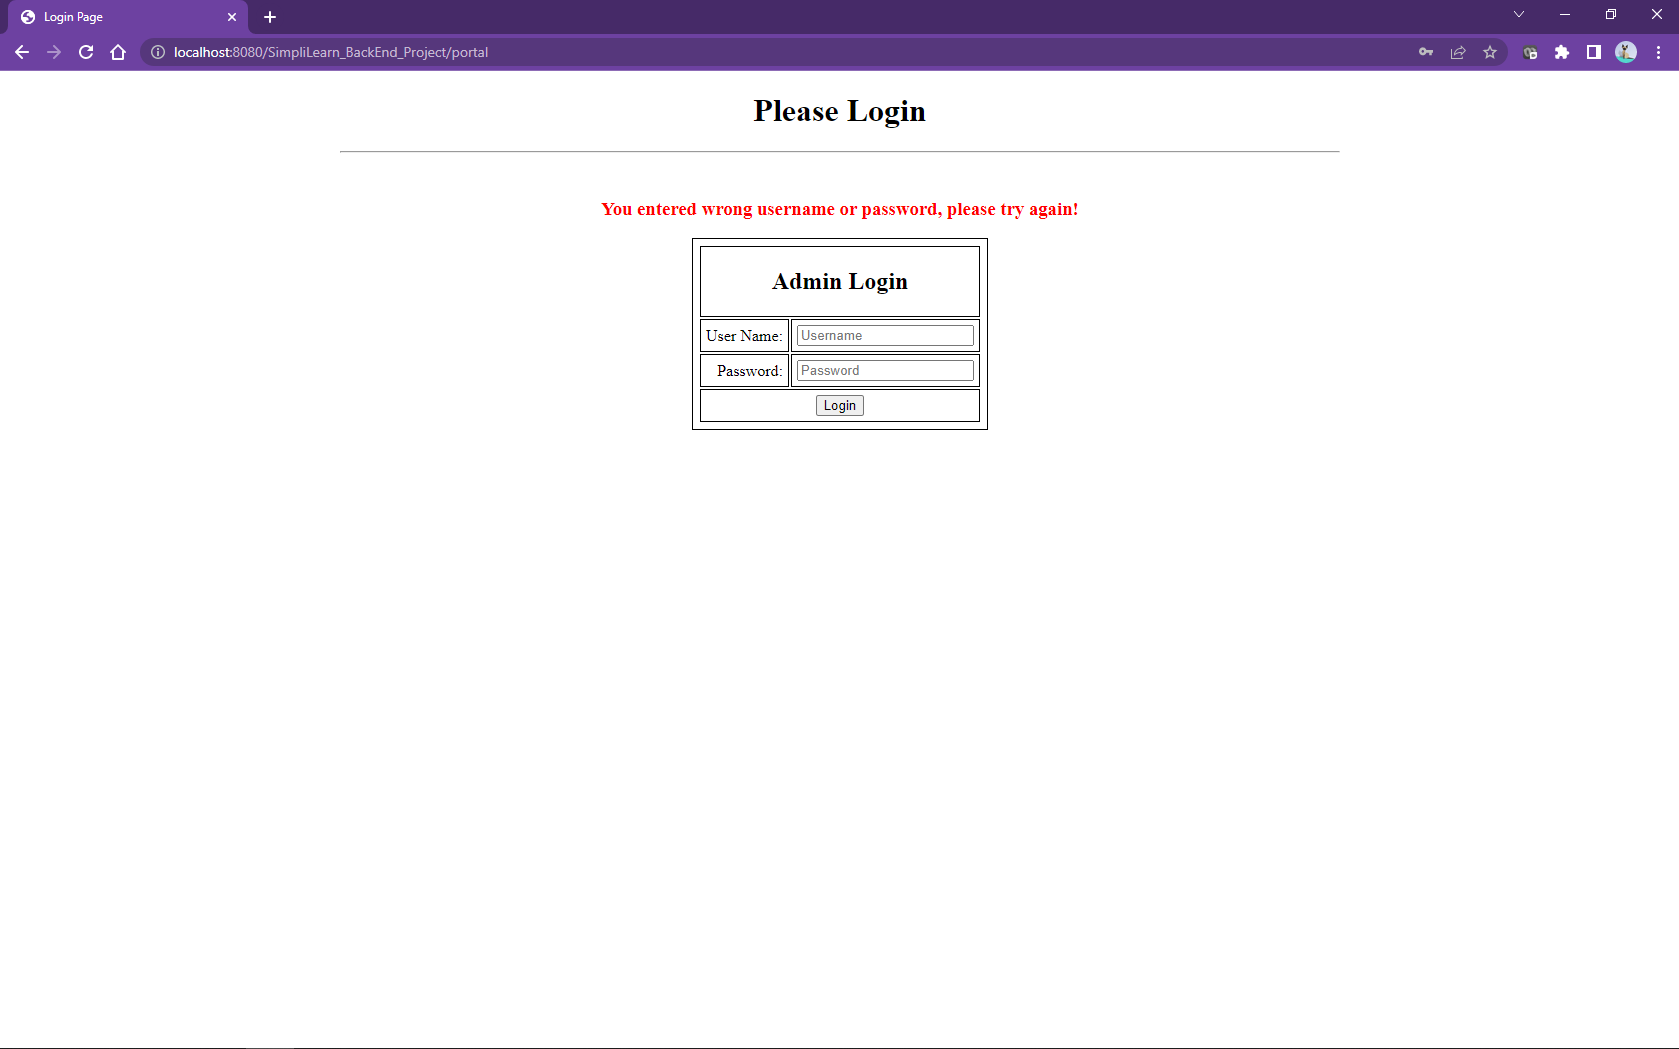 Login Page
localhost:8080/SimpliLearn_BackEnd_Project/portal
Please Login
You entered wrong username or password, please try again!
Admin Login
User Name: Username
Password: Password
Login